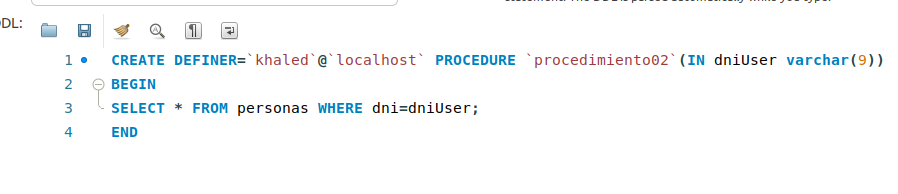 DDL:
1 CREATE DEFINER=`khaled`@`localhost` PROCEDURE `procedimiento02`(IN dniUser varchar(9))
2 BEGIN
3 SELECT * FROM personas WHERE dni=dniUser;
4 END